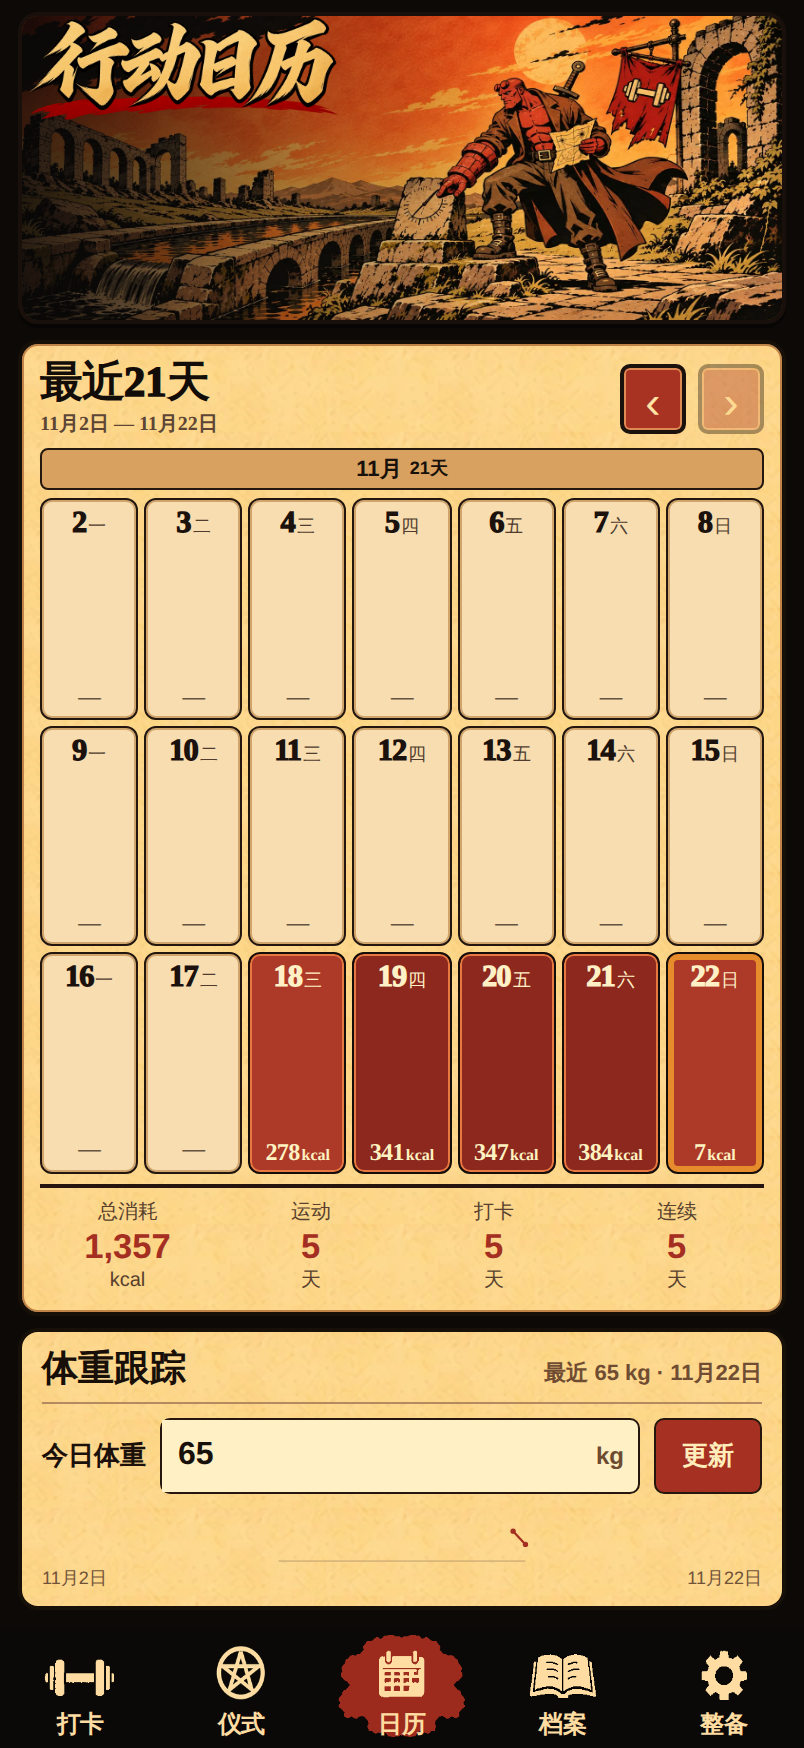 行动日历
最近21天
11月2日 — 11月22日
‹ ›
11月 21天
2一 3二 4三 5四 6五 7六 8日
— — — — — — —
9一 10二 11三 12四 13五 14六 15日
— — — — — — —
16一 17二 18三 19四 20五 21六 22日
— — 278kcal 341kcal 347kcal 384kcal 7kcal
总消耗 运动 打卡 连续
1,357 5 5 5
kcal 天 天 天
体重跟踪 最近 65 kg · 11月22日
今日体重 65 kg 更新
11月2日 11月22日
打卡 仪式 日历 档案 整备